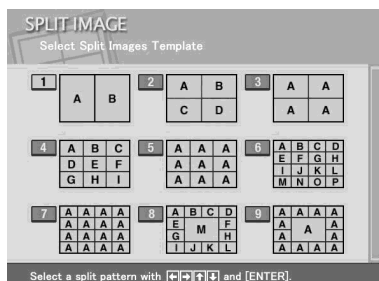 SPLIT IMAGE
Select Split Images Template
1
A B
2
A B
C D
3
A A
A A
4
A B C
D E F
G H I
5
A A A
A A A
A A A
6
A B C D
E F G H
I J K L
M N O P
7
A A A A
A A A A
A A A A
A A A A
8
A B C D
E M F
G H
I J K L
9
A A A A
A A A
A A
A A A A
Select a split pattern with [←][→][↑][↓] and [ENTER].